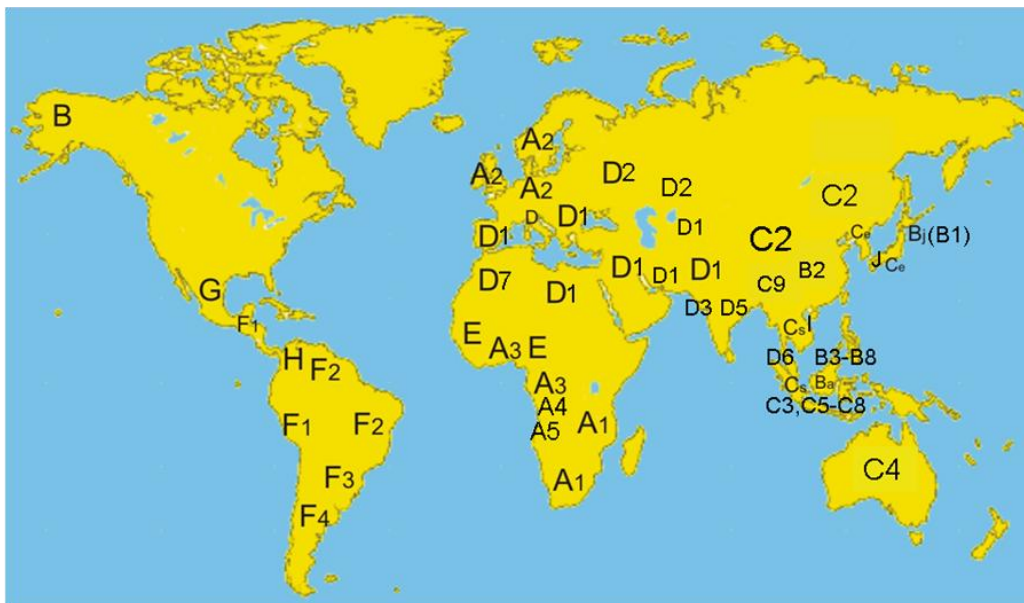 B
A2
A2
A2
D2
D2
C2
D
D1
D1
D1
C2
Ce
Bj(B1)
J
Ce
D7
D1
D1
D1
D1
C9
B2
G
F1
D3
D5
E
A3
E
Cs
I
H
F2
D6
B3-B8
A3
Cs
Ba
A4
C3,C5-C8
F1
F2
A5
A1
F3
A1
C4
F4